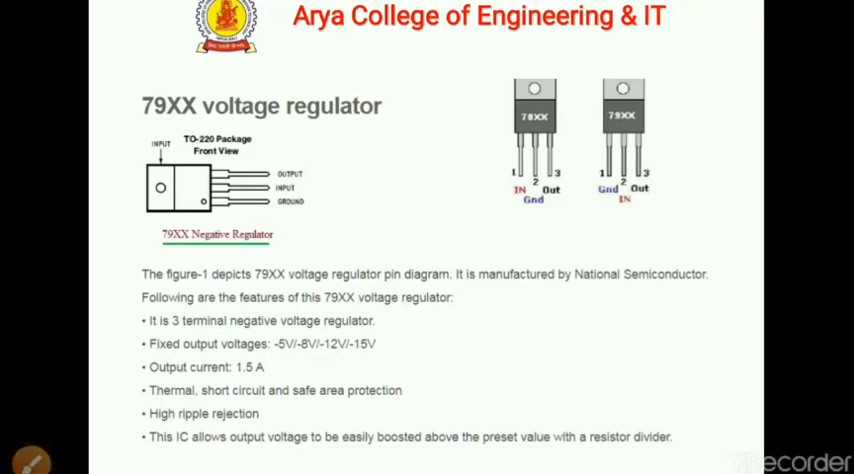 Arya College of Engineering & IT
79XX voltage regulator
TO-220 Package
Front View
INPUT
OUTPUT
INPUT
GROUND
79XX Negative Regulator
78XX
79XX
1
2
3
IN
Gnd
Out
1
2
3
Gnd
IN
Out
The figure-1 depicts 79XX voltage regulator pin diagram. It is manufactured by National Semiconductor.
Following are the features of this 79XX voltage regulator:
• It is 3 terminal negative voltage regulator.
• Fixed output voltages: -5V/-8V/-12V/-15V
• Output current: 1.5 A
• Thermal, short circuit and safe area protection
• High ripple rejection
• This IC allows output voltage to be easily boosted above the preset value with a resistor divider.